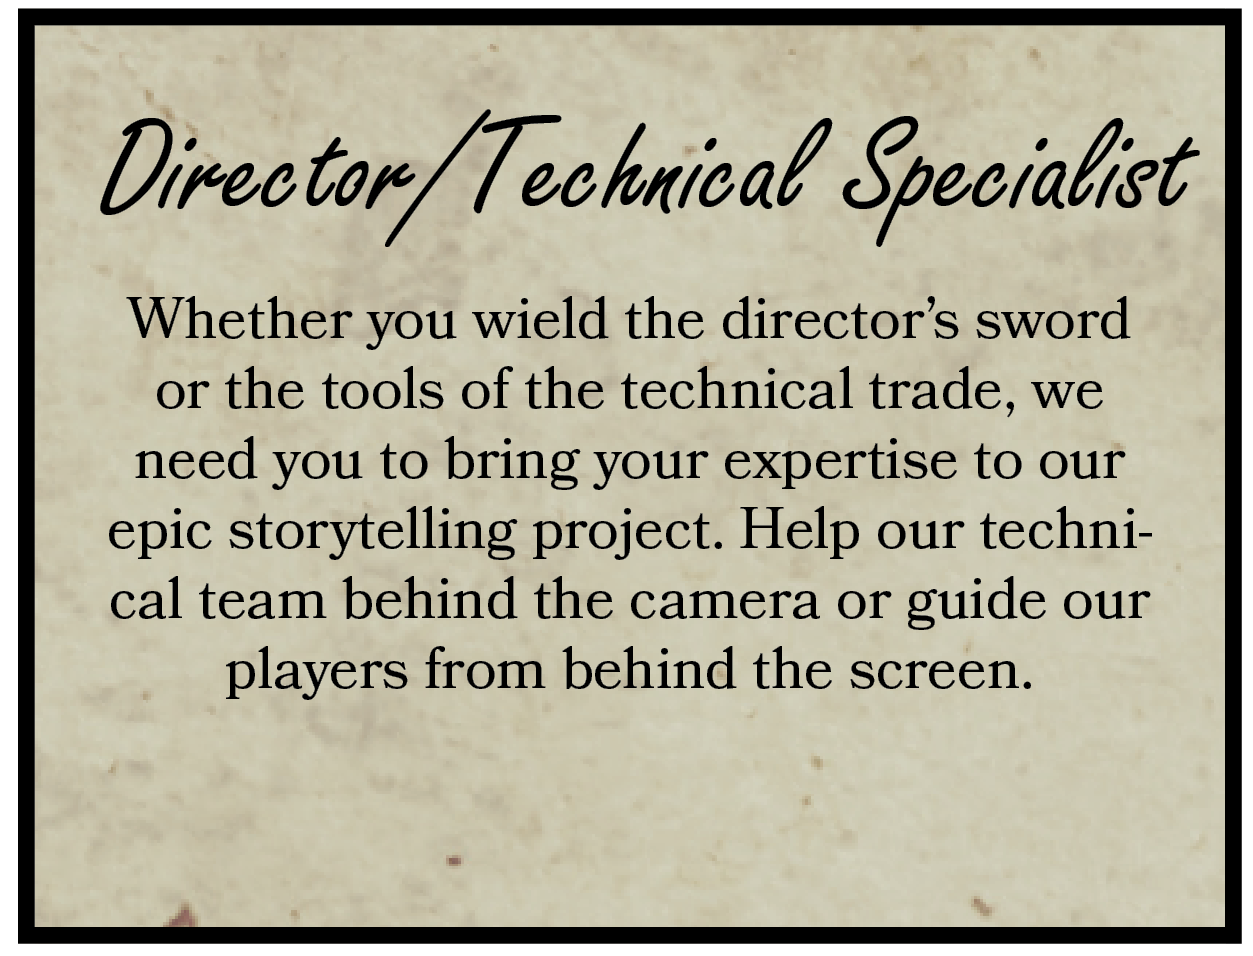 Director/Technical Specialist
Whether you wield the director’s sword
or the tools of the technical trade, we
need you to bring your expertise to our
epic storytelling project. Help our techni-
cal team behind the camera or guide our
players from behind the screen.